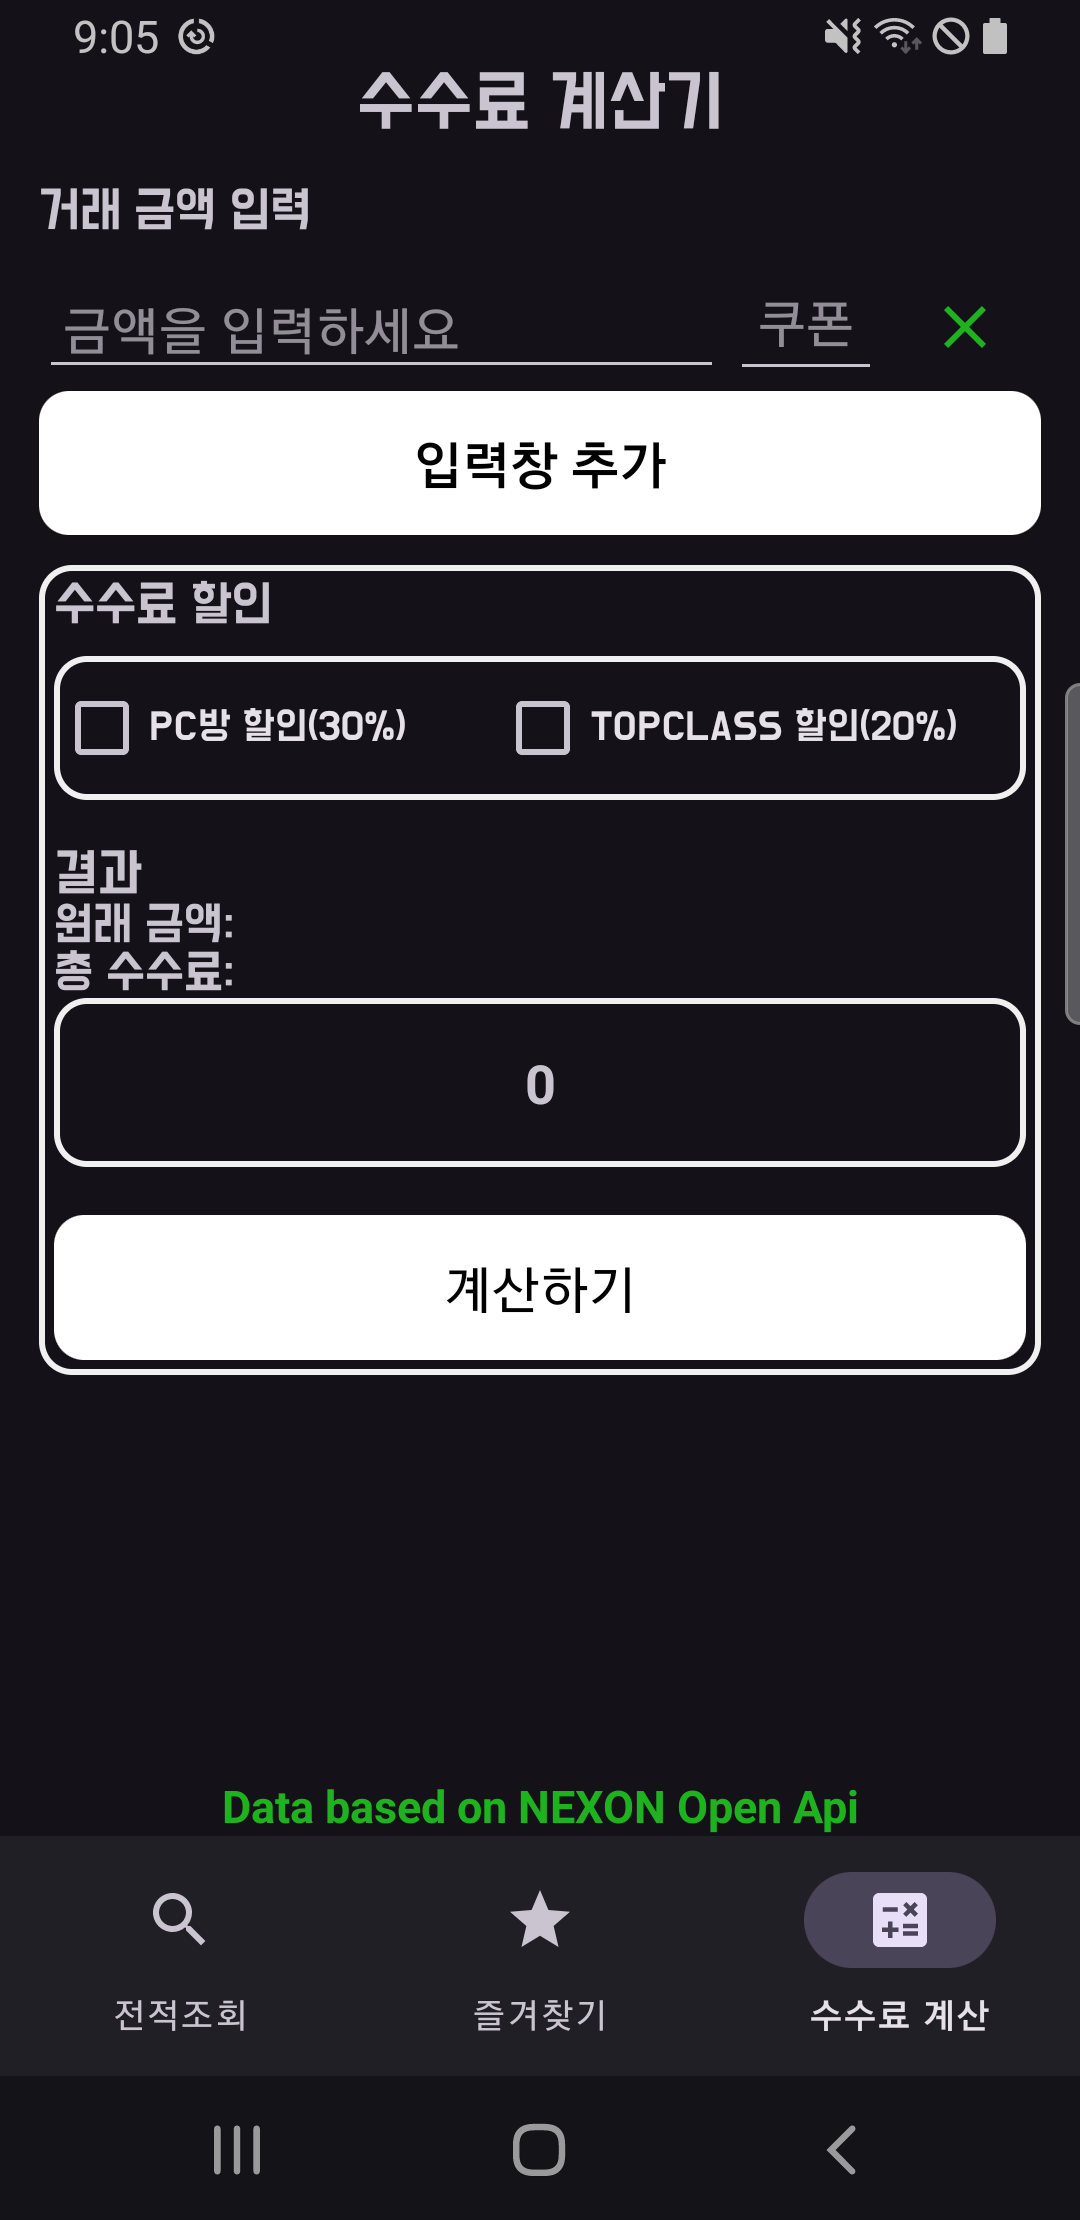 9:05
수수료 계산기
거래 금액 입력
금액을 입력하세요 쿠폰
입력창 추가
수수료 할인
PC방 할인(30%) TOPCLASS 할인(20%)
결과
원래 금액:
총 수수료:
0
계산하기
Data based on NEXON Open Api
전적조회 즐겨찾기 수수료 계산